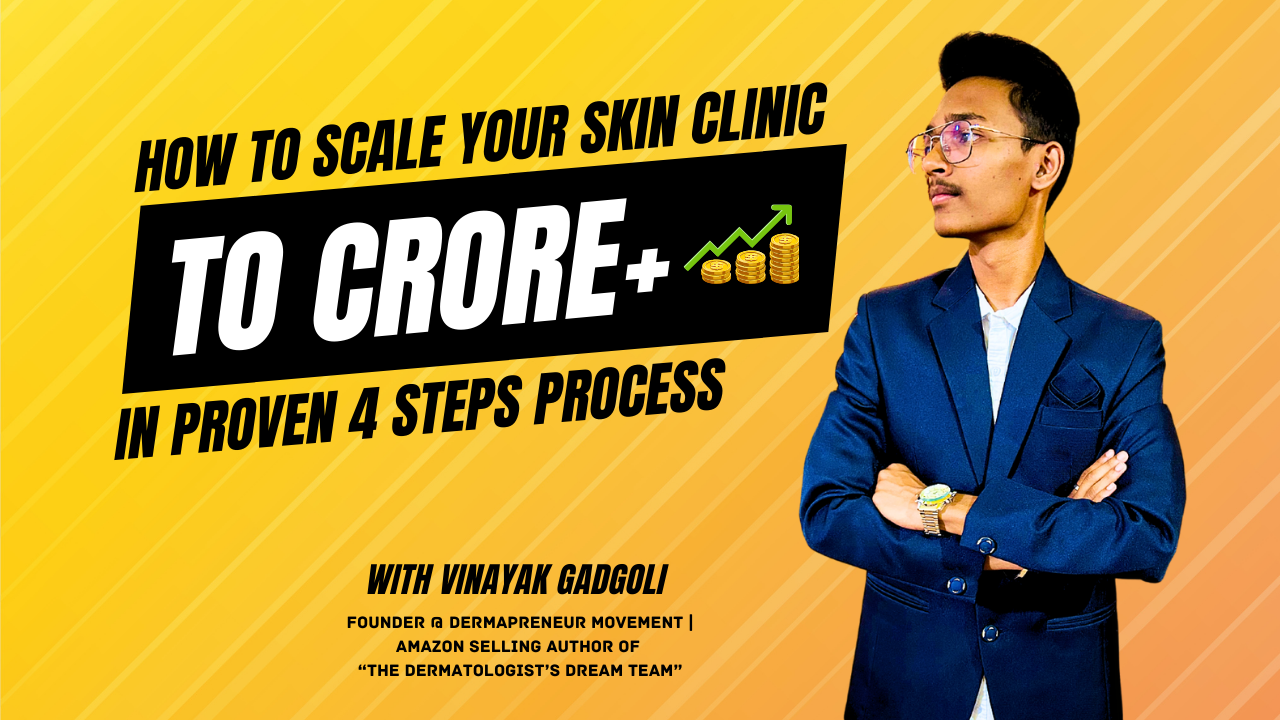 HOW TO SCALE YOUR SKIN CLINIC
TO CRORE+
IN PROVEN 4 STEPS PROCESS
WITH VINAYAK GADGOLI
FOUNDER @ DERMAPRENEUR MOVEMENT |
AMAZON SELLING AUTHOR OF
“THE DERMATOLOGIST’S DREAM TEAM”